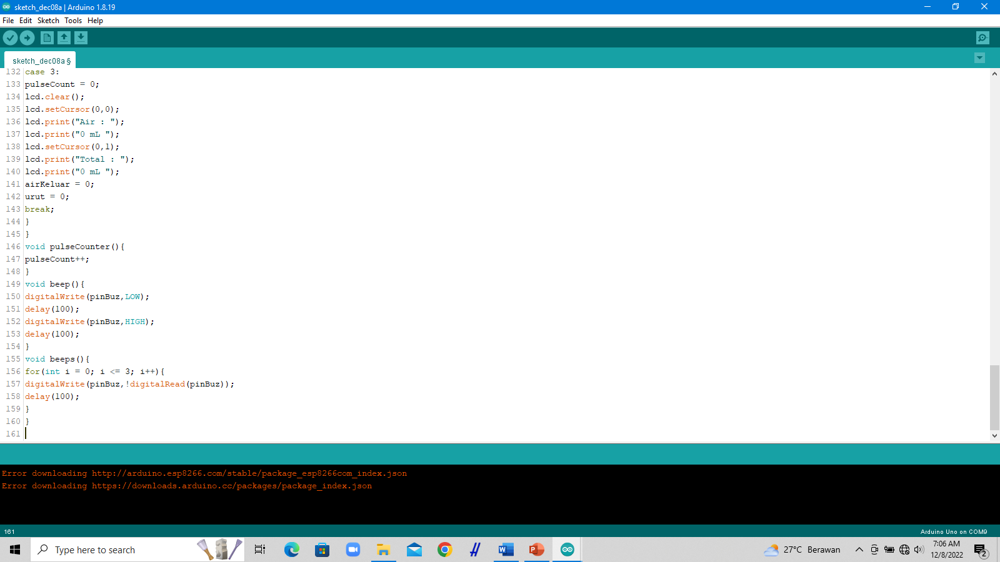 sketch_dec08a | Arduino 1.8.19
File Edit Sketch Tools Help
sketch_dec08a §
132 case 3:
133 pulseCount = 0;
134 lcd.clear();
135 lcd.setCursor(0,0);
136 lcd.print("Air : ");
137 lcd.print("0 mL ");
138 lcd.setCursor(0,1);
139 lcd.print("Total : ");
140 lcd.print("0 mL ");
141 airKeluar = 0;
142 urut = 0;
143 break;
144 }
145 }
146 void pulseCounter(){
147 pulseCount++;
148 }
149 void beep(){
150 digitalWrite(pinBuz,LOW);
151 delay(100);
152 digitalWrite(pinBuz,HIGH);
153 delay(100);
154 }
155 void beeps(){
156 for(int i = 0; i <= 3; i++){
157 digitalWrite(pinBuz,!digitalRead(pinBuz));
158 delay(100);
159 }
160 }
161
Error downloading http://arduino.esp8266.com/stable/package_esp8266com_index.json
Error downloading https://downloads.arduino.cc/packages/package_index.json
161 Arduino Uno on COM9
Type here to search
27°C Berawan
7:06 AM
12/8/2022
2